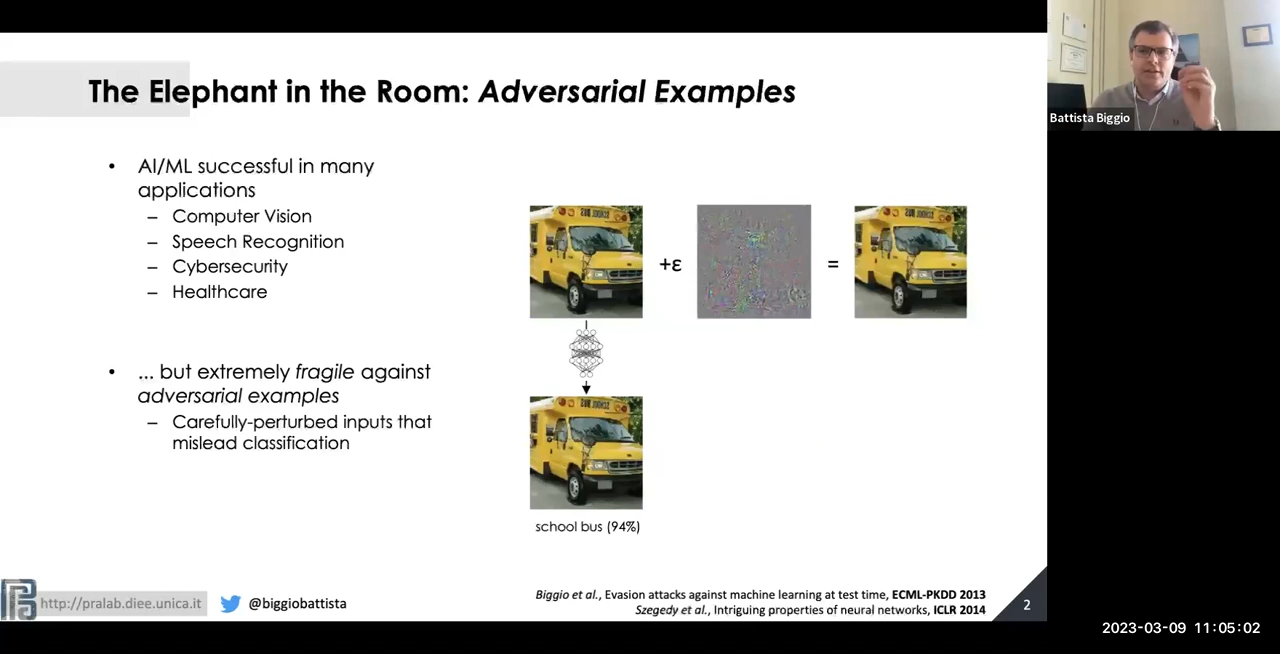 The Elephant in the Room: Adversarial Examples
• AI/ML successful in many
applications
– Computer Vision
– Speech Recognition
– Cybersecurity
– Healthcare
• ... but extremely fragile against
adversarial examples
– Carefully-perturbed inputs that
mislead classification
+ε
=
school bus (94%)
http://pralab.diee.unica.it
@biggiobattista
Biggio et al., Evasion attacks against machine learning at test time, ECML-PKDD 2013
Szegedy et al., Intriguing properties of neural networks, ICLR 2014
2
Battista Biggio
2023-03-09 11:05:02